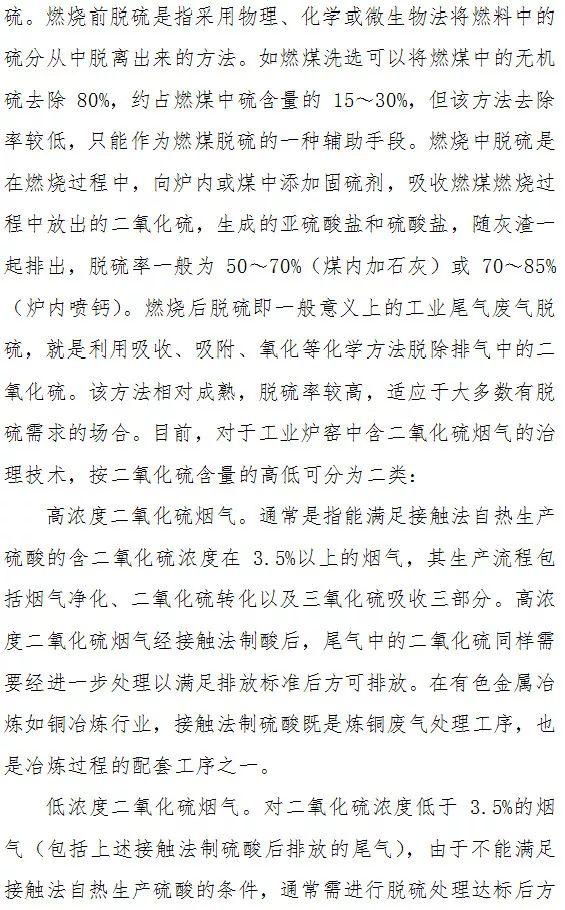 硫。燃烧前脱硫是指采用物理、化学或微生物法将燃料中的
硫分从中脱离出来的方法。如燃煤洗选可以将燃煤中的无机
硫去除 80%，约占燃煤中硫含量的 15～30%，但该方法去除
率较低，只能作为燃煤脱硫的一种辅助手段。燃烧中脱硫是
在燃烧过程中，向炉内或煤中添加固硫剂，吸收燃煤燃烧过
程中放出的二氧化硫，生成的亚硫酸盐和硫酸盐，随灰渣一
起排出，脱硫率一般为 50～70%（煤内加石灰）或 70～85%
（炉内喷钙）。燃烧后脱硫即一般意义上的工业尾气废气脱
硫，就是利用吸收、吸附、氧化等化学方法脱除排气中的二
氧化硫。该方法相对成熟，脱硫率较高，适应于大多数有脱
硫需求的场合。目前，对于工业炉窑中含二氧化硫烟气的治
理技术，按二氧化硫含量的高低可分为二类：
高浓度二氧化硫烟气。通常是指能满足接触法自热生产
硫酸的含二氧化硫浓度在 3.5%以上的烟气，其生产流程包
括烟气净化、二氧化硫转化以及三氧化硫吸收三部分。高浓
度二氧化硫烟气经接触法制酸后，尾气中的二氧化硫同样需
要经进一步处理以满足排放标准后方可排放。在有色金属冶
炼如铜冶炼行业，接触法制硫酸既是炼铜废气处理工序，也
是冶炼过程的配套工序之一。
低浓度二氧化硫烟气。对二氧化硫浓度低于 3.5%的烟
气（包括上述接触法制硫酸后排放的尾气），由于不能满足
接触法自热生产硫酸的条件，通常需进行脱硫处理达标后方